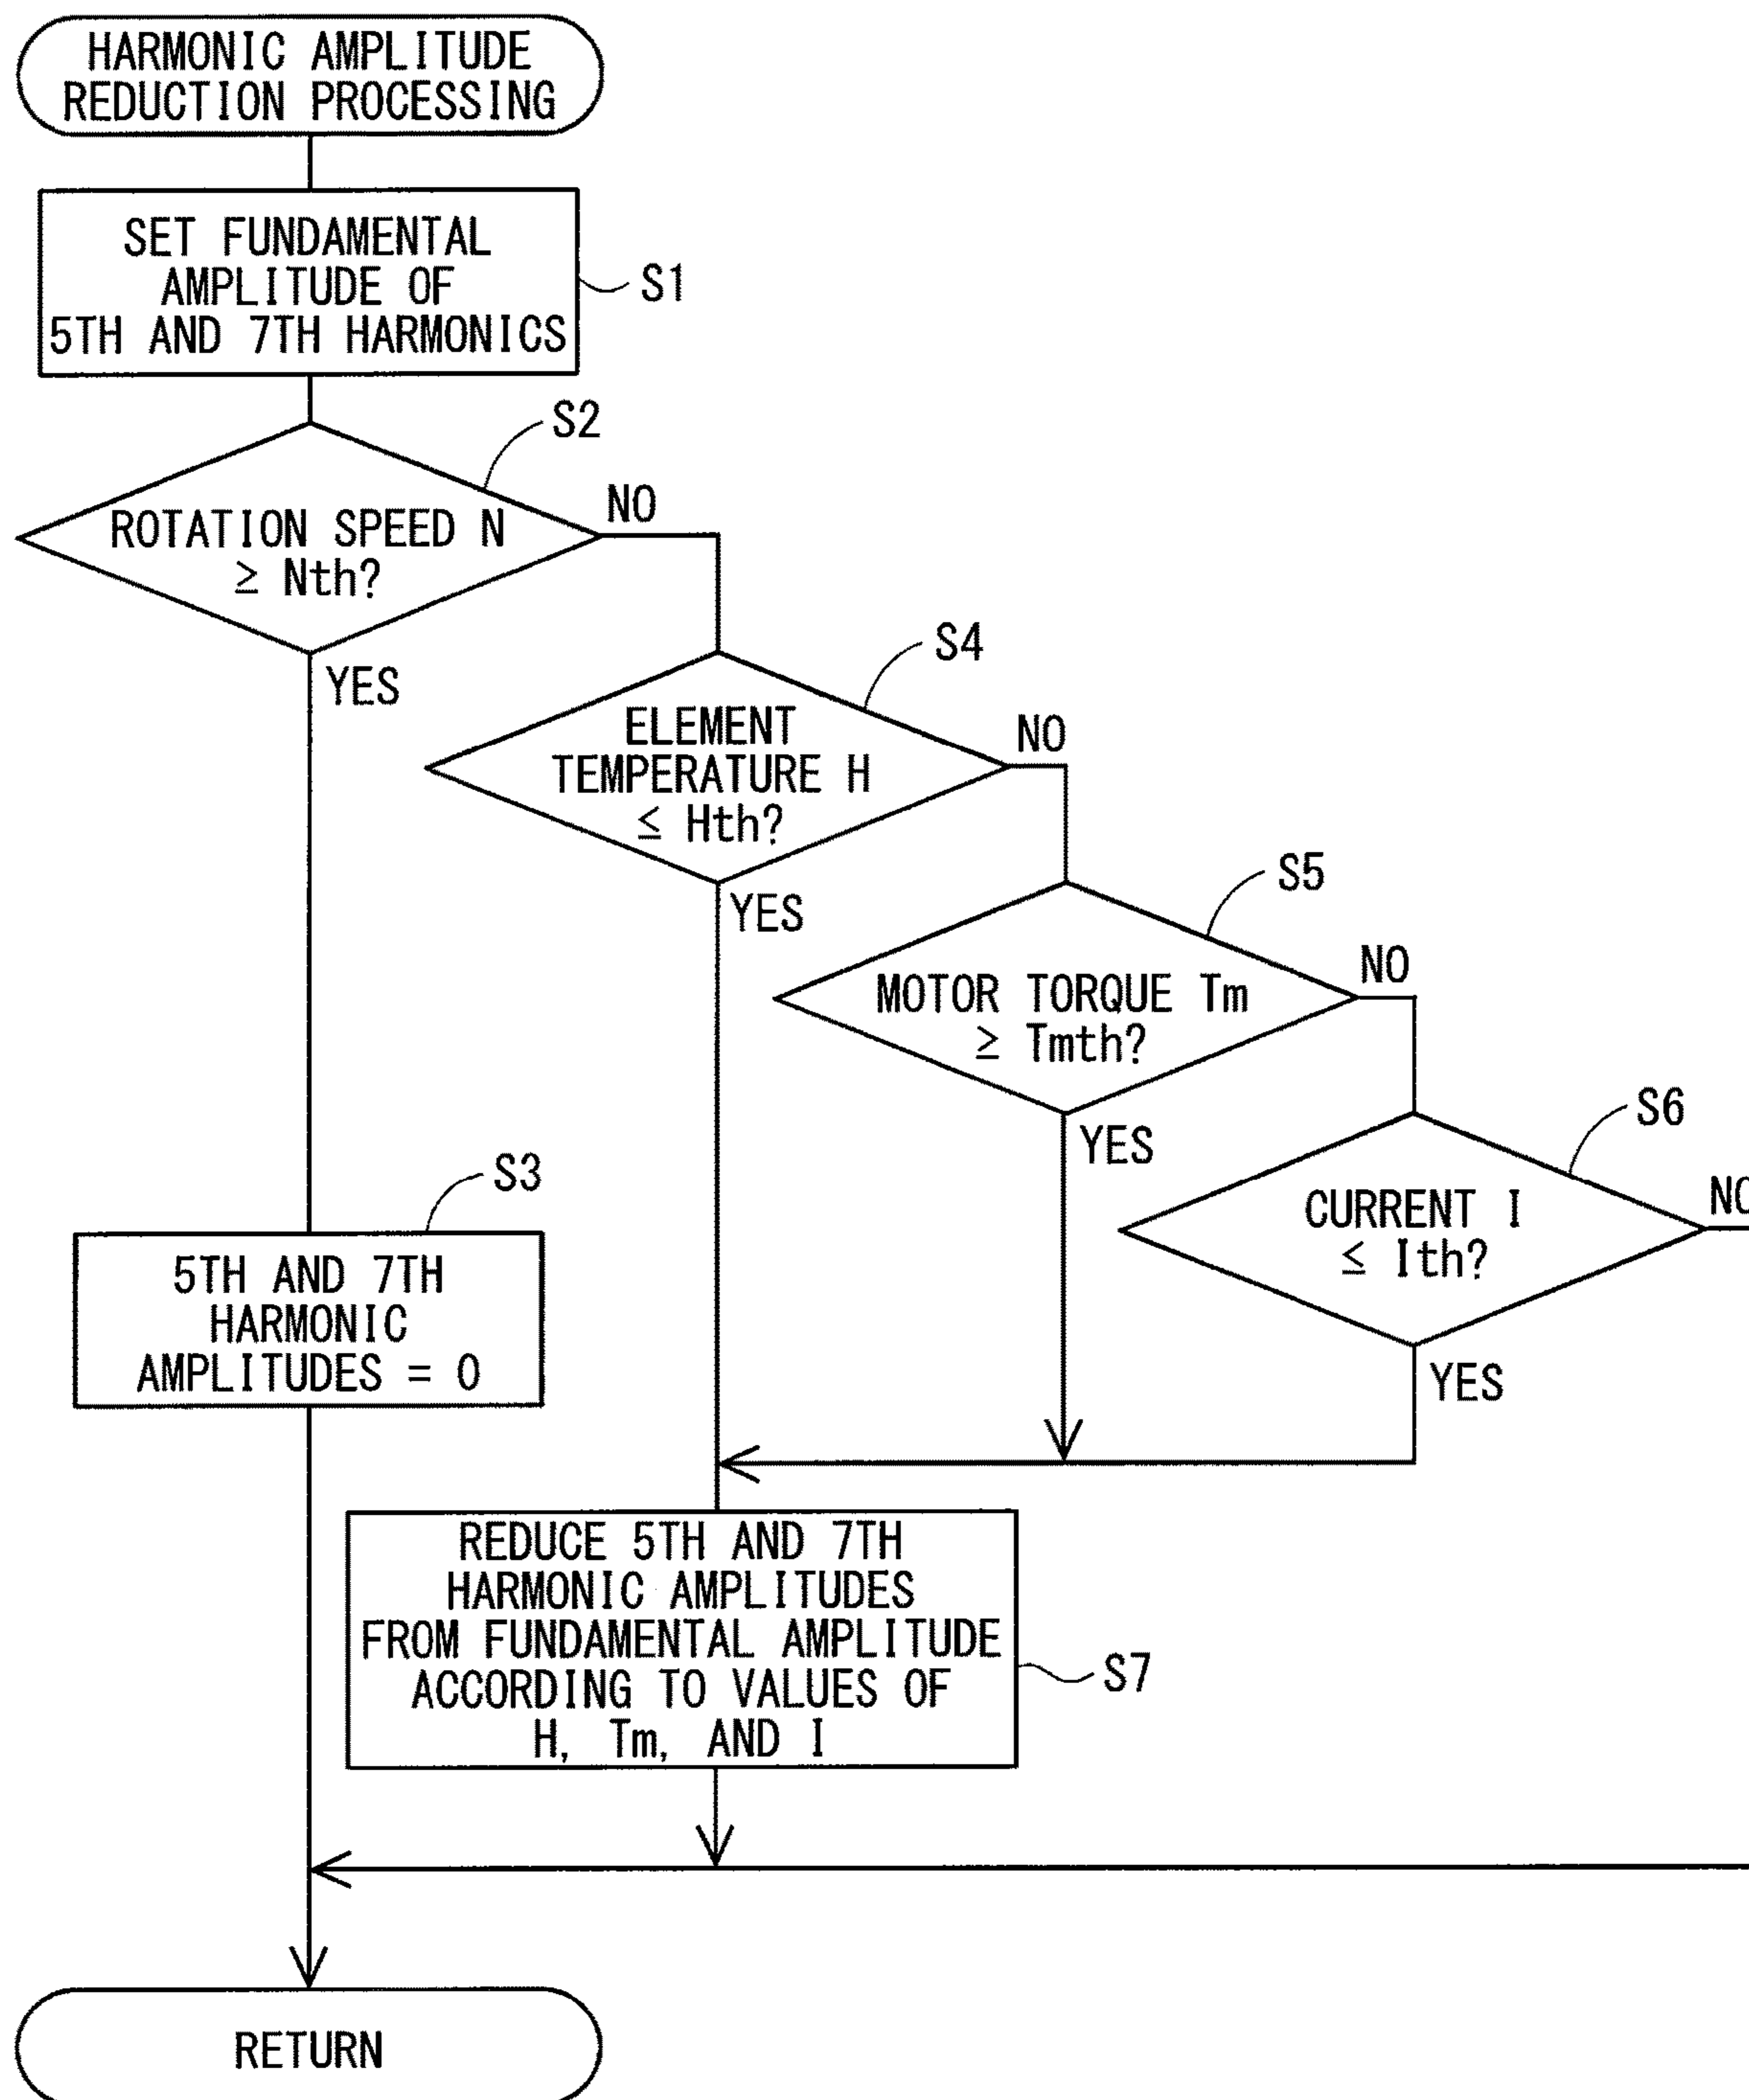 HARMONIC AMPLITUDE
REDUCTION PROCESSING
SET FUNDAMENTAL
AMPLITUDE OF
5TH AND 7TH HARMONICS
S1
S2
ROTATION SPEED N
≥ Nth?
NO
YES
S4
ELEMENT
TEMPERATURE H
≤ Hth?
NO
YES
S5
MOTOR TORQUE Tm
≥ Tmth?
NO
YES
S6
CURRENT I
≤ Ith?
NO
YES
S3
5TH AND 7TH
HARMONIC
AMPLITUDES = 0
REDUCE 5TH AND 7TH
HARMONIC AMPLITUDES
FROM FUNDAMENTAL AMPLITUDE
ACCORDING TO VALUES OF
H, Tm, AND I
S7
RETURN